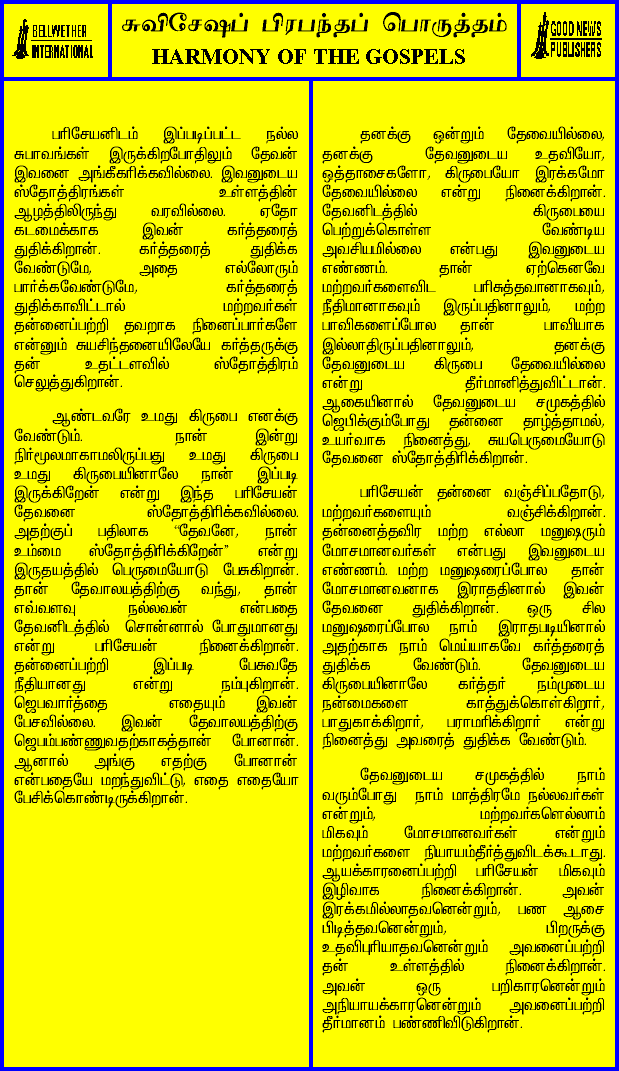 BELLWETHER
INTERNATIONAL
சுவிசேஷப் பிரபந்தப் பொருத்தம்
HARMONY OF THE GOSPELS
GOOD NEWS
PUBLISHERS
பரிசேயனிடம் இப்படிப்பட்ட நல்ல
சுபாவங்கள் இருக்கிறபோதிலும் தேவன்
இவனை அங்கீகரிக்கவில்லை. இவனுடைய
ஸ்தோத்திரங்கள் உள்ளத்தின்
ஆழத்திலிருந்து வரவில்லை. ஏதோ
கடமைக்காக இவன் கர்த்தரைத்
துதிக்கிறான். கர்த்தரைத் துதிக்க
வேண்டுமே, அதை எல்லோரும்
பார்க்கவேண்டுமே, கர்த்தரைத்
துதிக்காவிட்டால் மற்றவர்கள்
தன்னைப்பற்றி தவறாக நினைப்பார்களே
என்னும் சுயசிந்தனையிலேயே கர்த்தருக்கு
தன் உதட்டளவில் ஸ்தோத்திரம்
செலுத்துகிறான்.
ஆண்டவரே உமது கிருபை எனக்கு
வேண்டும். நான் இன்று
நிர்மூலமாகாமலிருப்பது உமது கிருபை
உமது கிருபையினாலே நான் இப்படி
இருக்கிறேன் என்று இந்த பரிசேயன்
தேவனை ஸ்தோத்திரிக்கவில்லை.
அதற்குப் பதிலாக "தேவனே, நான்
உம்மை ஸ்தோத்திரிக்கிறேன்" என்று
இருதயத்தில் பெருமையோடு பேசுகிறான்.
தான் தேவாலயத்திற்கு வந்து, தான்
எவ்வளவு நல்லவன் என்பதை
தேவனிடத்தில் சொன்னால் போதுமானது
என்று பரிசேயன் நினைக்கிறான்.
தன்னைப்பற்றி இப்படி பேசுவதே
நீதியானது என்று நம்புகிறான்.
ஜெபவார்த்தை எதையும் இவன்
பேசவில்லை. இவன் தேவாலயத்திற்கு
ஜெபம்பண்ணுவதற்காகத்தான் போனான்.
ஆனால் அங்கு எதற்கு போனான்
என்பதையே மறந்துவிட்டு, எதை எதையோ
பேசிக்கொண்டிருக்கிறான்.
தனக்கு ஒன்றும் தேவையில்லை,
தனக்கு தேவனுடைய உதவியோ,
ஒத்தாசைகளோ, கிருபையோ இரக்கமோ
தேவையில்லை என்று நினைக்கிறான்.
தேவனிடத்தில் கிருபையை
பெற்றுக்கொள்ள வேண்டிய
அவசியமில்லை என்பது இவனுடைய
எண்ணம். தான் ஏற்கெனவே
மற்றவர்களைவிட பரிசுத்தவானாகவும்,
நீதிமானாகவும் இருப்பதினாலும், மற்ற
பாவிகளைப்போல தான் பாவியாக
இல்லாதிருப்பதினாலும், தனக்கு
தேவனுடைய கிருபை தேவையில்லை
என்று தீர்மானித்துவிட்டான்.
ஆகையினால் தேவனுடைய சமுகத்தில்
ஜெபிக்கும்போது தன்னை தாழ்த்தாமல்,
உயர்வாக நினைத்து, சுயபெருமையோடு
தேவனை ஸ்தோத்திரிக்கிறான்.
பரிசேயன் தன்னை வஞ்சிப்பதோடு,
மற்றவர்களையும் வஞ்சிக்கிறான்.
தன்னைத்தவிர மற்ற எல்லா மனுஷரும்
மோசமானவர்கள் என்பது இவனுடைய
எண்ணம். மற்ற மனுஷரைப்போல தான்
மோசமானவனாக இராததினால் இவன்
தேவனை துதிக்கிறான். ஒரு சில
மனுஷரைப்போல நாம் இராதபடியினால்
அதற்காக நாம் மெய்யாகவே கர்த்தரைத்
துதிக்க வேண்டும். தேவனுடைய
கிருபையினாலே கர்த்தர் நம்முடைய
நன்மைகளை காத்துக்கொள்கிறார்,
பாதுகாக்கிறார், பராமரிக்கிறார் என்று
நினைத்து அவரைத் துதிக்க வேண்டும்.
தேவனுடைய சமுகத்தில் நாம்
வரும்போது நாம் மாத்திரமே நல்லவர்கள்
என்றும், மற்றவர்களெல்லாம்
மிகவும் மோசமானவர்கள் என்றும்
மற்றவர்களை நியாயம்தீர்த்துவிடக்கூடாது.
ஆயக்காரனைப்பற்றி பரிசேயன் மிகவும்
இழிவாக நினைக்கிறான். அவன்
இரக்கமில்லாதவனென்றும், பண ஆசை
பிடித்தவனென்றும், பிறருக்கு
உதவிபுரியாதவனென்றும் அவனைப்பற்றி
தன் உள்ளத்தில் நினைக்கிறான்.
அவன் ஒரு பறிகாரனென்றும்
அநியாயக்காரனென்றும் அவனைப்பற்றி
தீர்மானம் பண்ணிவிடுகிறான்.